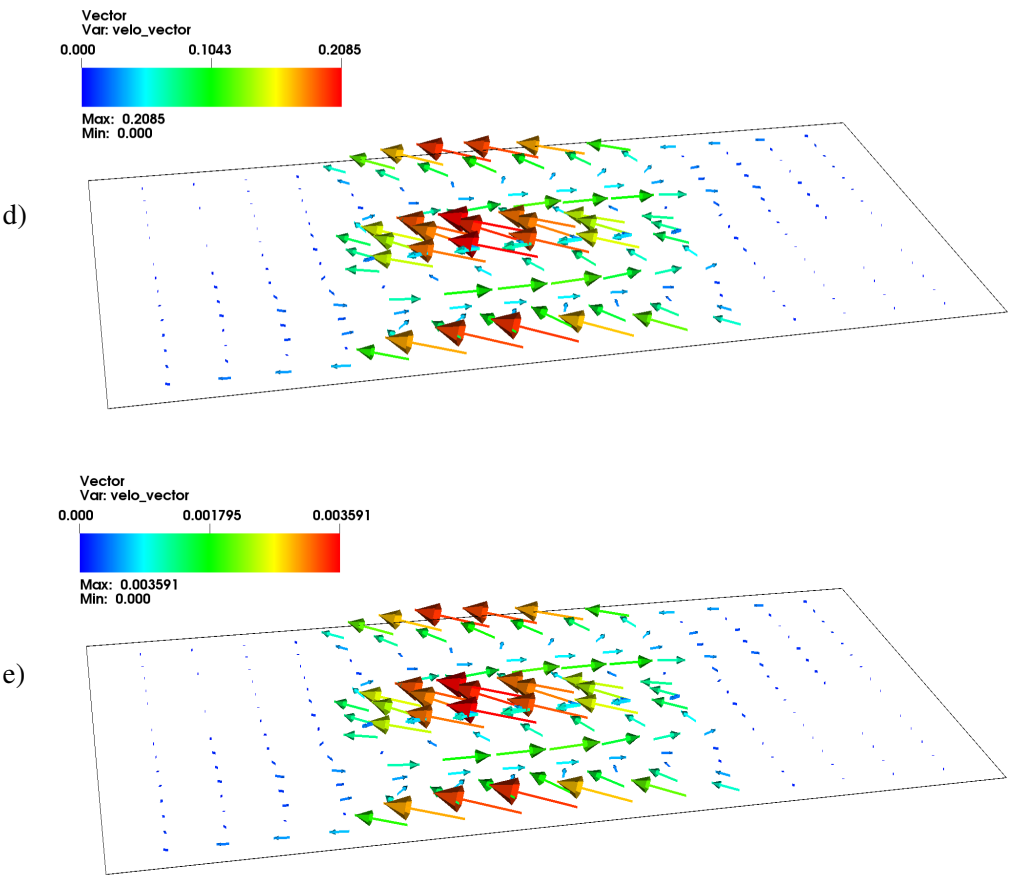 Vector
Var: velo_vector
0.000 0.1043 0.2085
Max: 0.2085
Min: 0.000
d)
Vector
Var: velo_vector
0.000 0.001795 0.003591
Max: 0.003591
Min: 0.000
e)